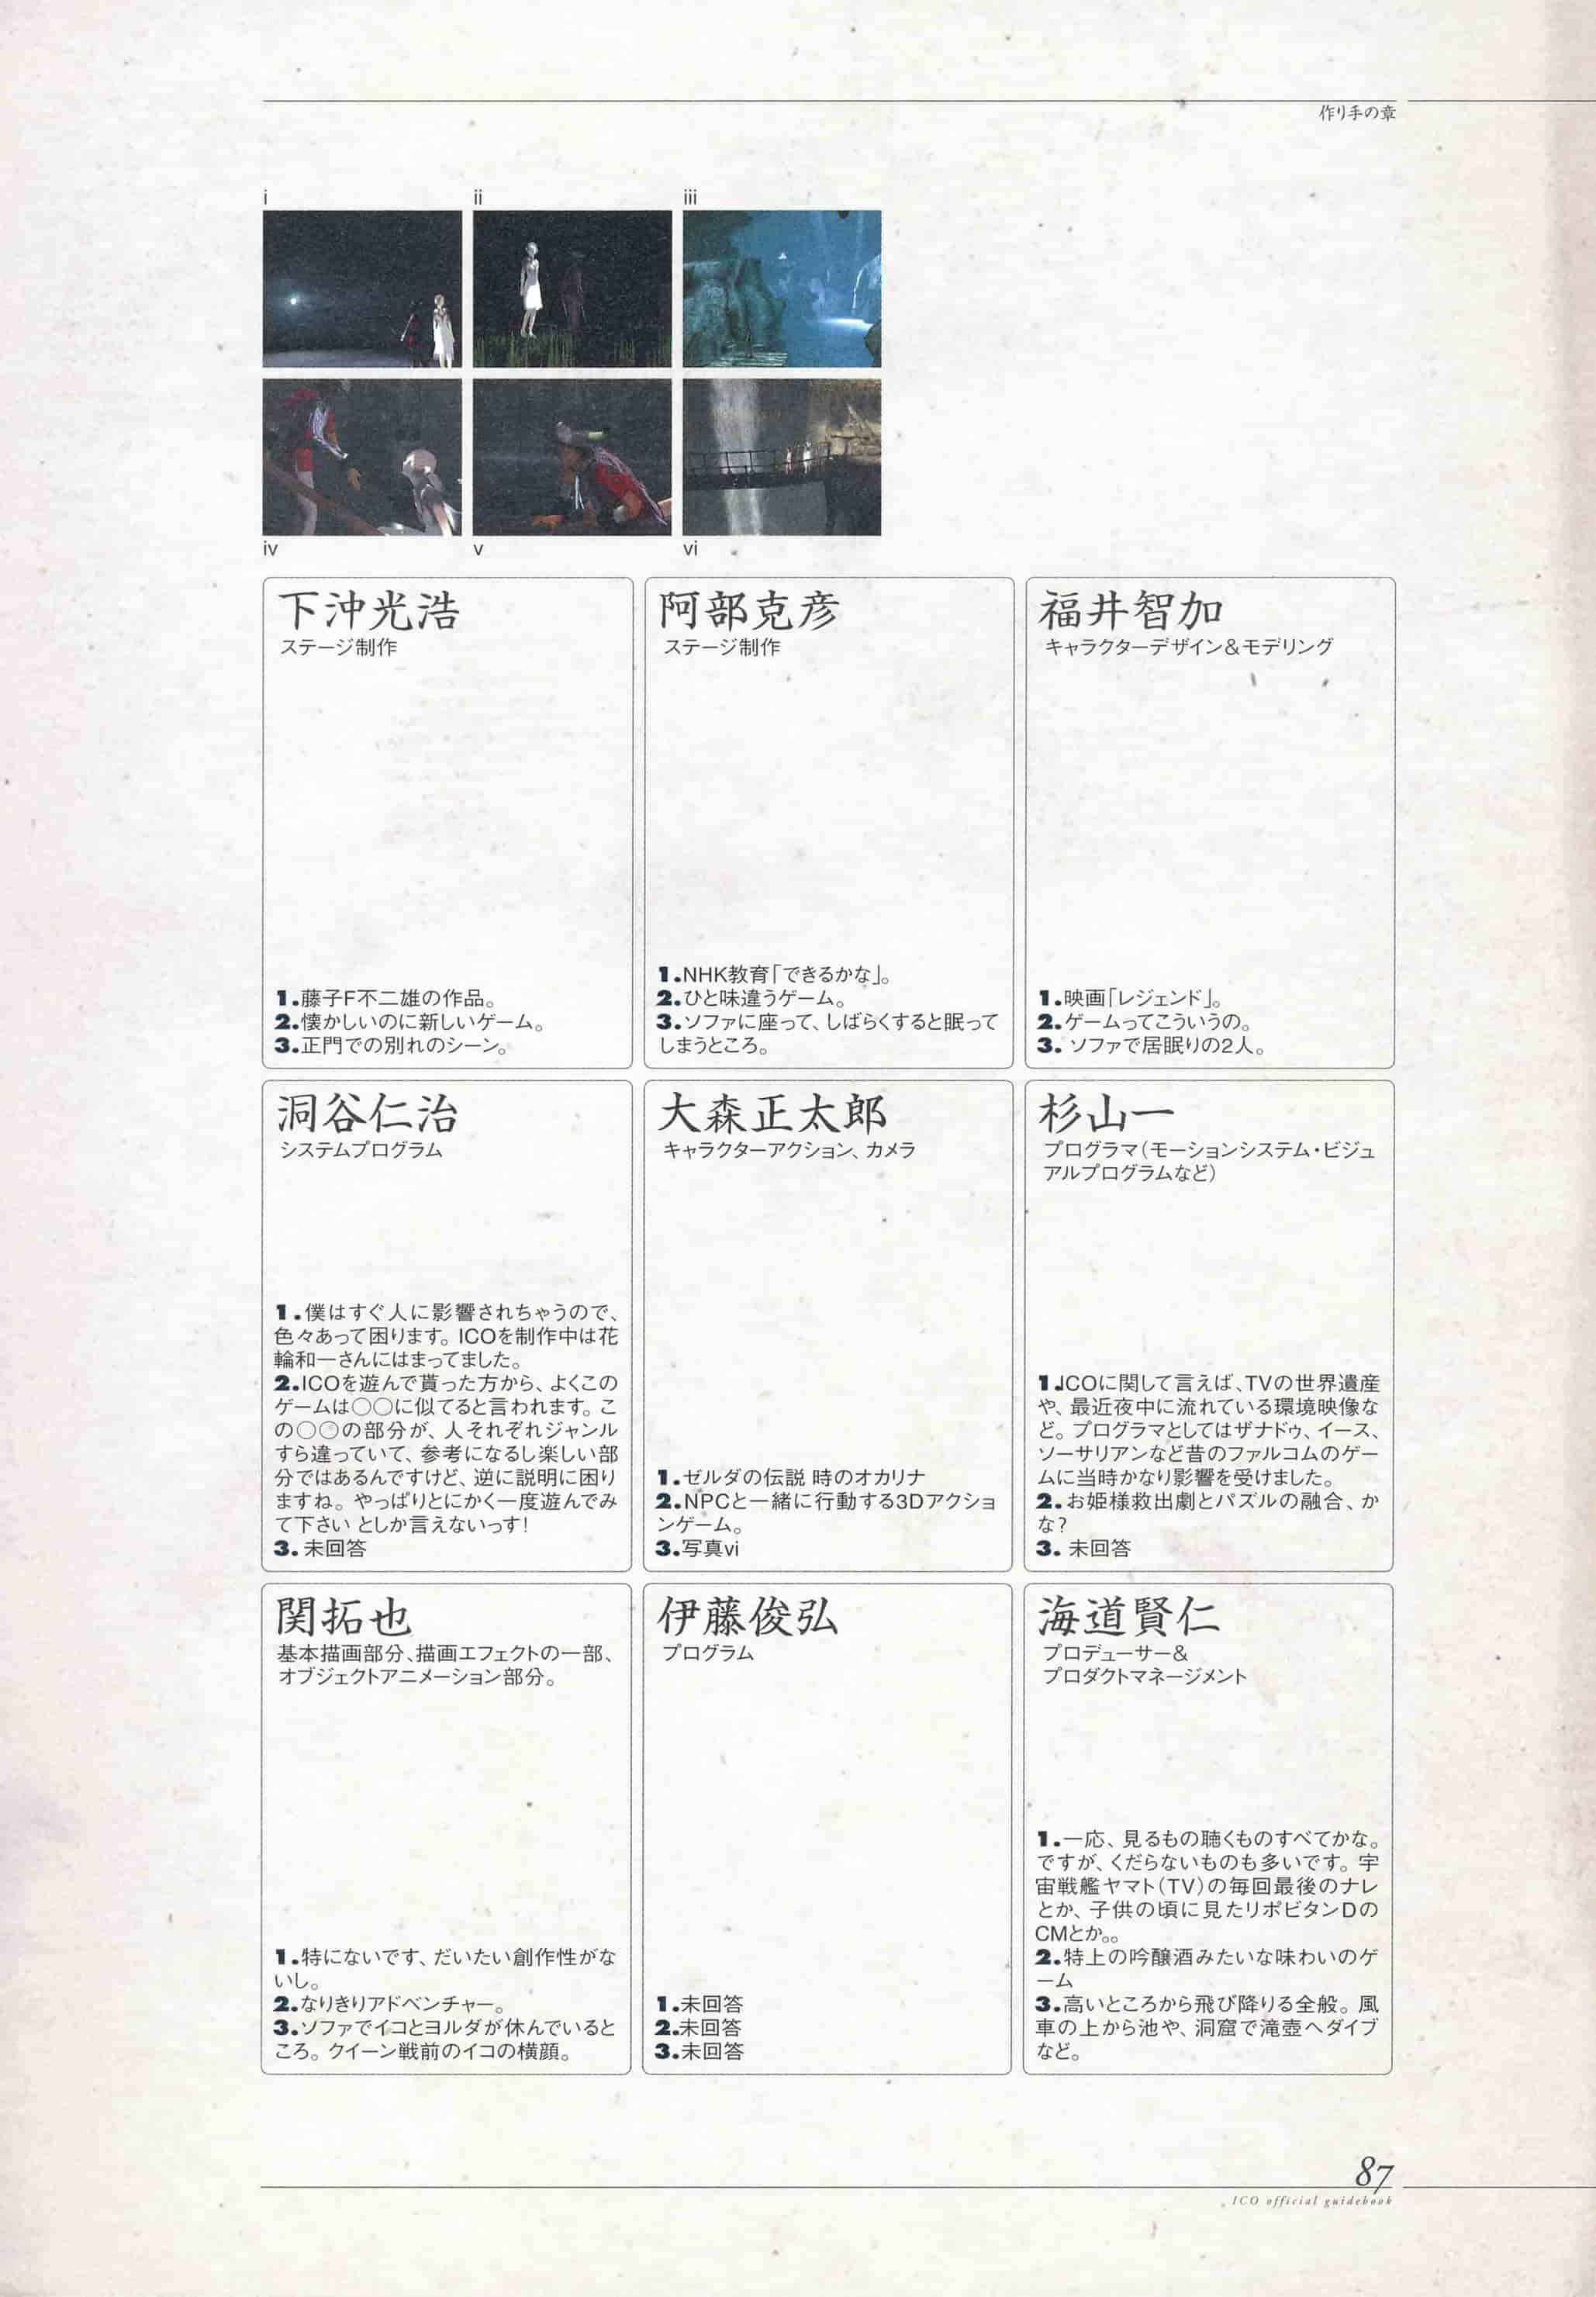 作り手の章
i
ii
iii
iv
v
vi
下沖光浩
ステージ制作
1.藤子F不二雄の作品。
2.懐かしいのに新しいゲーム。
3.正門での別れのシーン。
阿部克彦
ステージ制作
1.NHK教育「できるかな」。
2.ひと味違うゲーム。
3.ソファに座って、しばらくすると眠って
しまうところ。
福井智加
キャラクターデザイン&モデリング
1.映画「レジェンド」。
2.ゲームってこういうの。
3. ソファで居眠りの2人。
洞谷仁治
システムプログラム
1.僕はすぐ人に影響されちゃうので、
色々あって困ります。ICOを制作中は花
輪和一さんにはまってました。
2.ICOを遊んで貰った方から、よくこの
ゲームは○○に似てると言われます。こ
の○○の部分が、人それぞれジャンル
すら違っていて、参考になるし楽しい部
分ではあるんですけど、逆に説明に困り
ますね。やっぱりとにかく一度遊んでみ
て下さい としか言えないっす!
3. 未回答
大森正太郎
キャラクターアクション、カメラ
1.ゼルダの伝説 時のオカリナ
2.NPCと一緒に行動する3Dアクショ
ンゲーム。
3.写真vi
杉山一
プログラマ(モーションシステム・ビジュ
アルプログラムなど)
1.ICOに関して言えば、TVの世界遺産
や、最近夜中に流れている環境映像な
ど。プログラマとしてはザナドゥ、イース、
ソーサリアンなど昔のファルコムのゲー
ムに当時かなり影響を受けました。
2.お姫様救出劇とパズルの融合、か
な?
3. 未回答
関拓也
基本描画部分、描画エフェクトの一部、
オブジェクトアニメーション部分。
1.特にないです、だいたい創作性がな
いし。
2.なりきりアドベンチャー。
3.ソファでイコとヨルダが休んでいると
ころ。クイーン戦前のイコの横顔。
伊藤俊弘
プログラム
1.未回答
2.未回答
3.未回答
海道賢仁
プロデューサー&
プロダクトマネージメント
1.一応、見るもの聴くものすべてかな。
ですが、くだらないものも多いです。宇
宙戦艦ヤマト(TV)の毎回最後のナレ
とか、子供の頃に見たリポビタンDの
CMとか。。
2.特上の吟醸酒みたいな味わいのゲ
ーム
3.高いところから飛び降りる全般。風
車の上から池や、洞窟で滝壺へダイブ
など。
87
ICO official guidebook